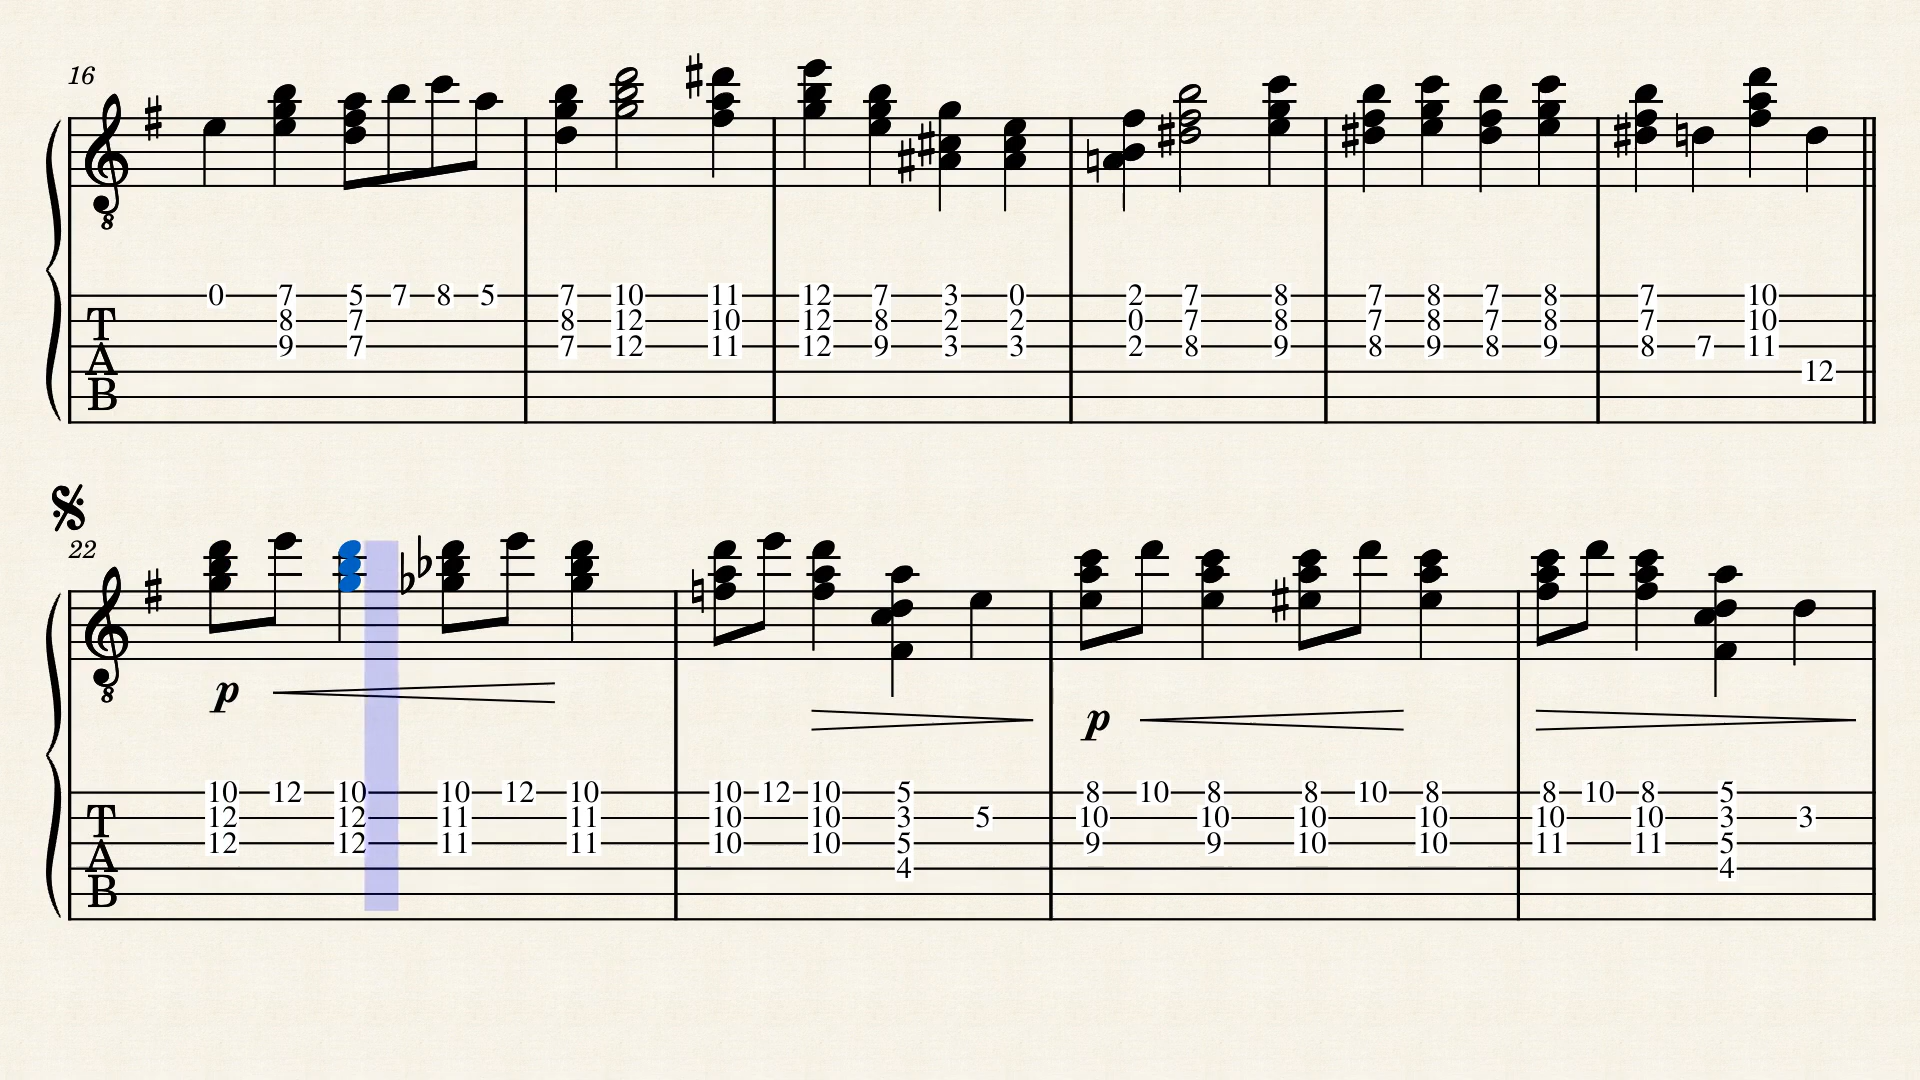 16
8
0 7 5 7 8 5 7 10 11 12 7 3 0 2 7 8 7 8 7 8 7 10
T 8 7 8 12 10 12 8 2 2 0 7 8 7 8 7 8 7 10
A 9 7 7 12 11 12 9 3 3 2 8 9 8 9 8 9 8 7 11
12
B
22
8
p p
10 12 10 10 12 10 10 12 10 5 8 10 8 8 10 8 8 10 8 5
T 12 12 11 11 10 10 3 5 10 10 10 10 10 10 3 3
A 12 12 11 11 10 10 5 9 9 10 10 11 11 5
4 4
B